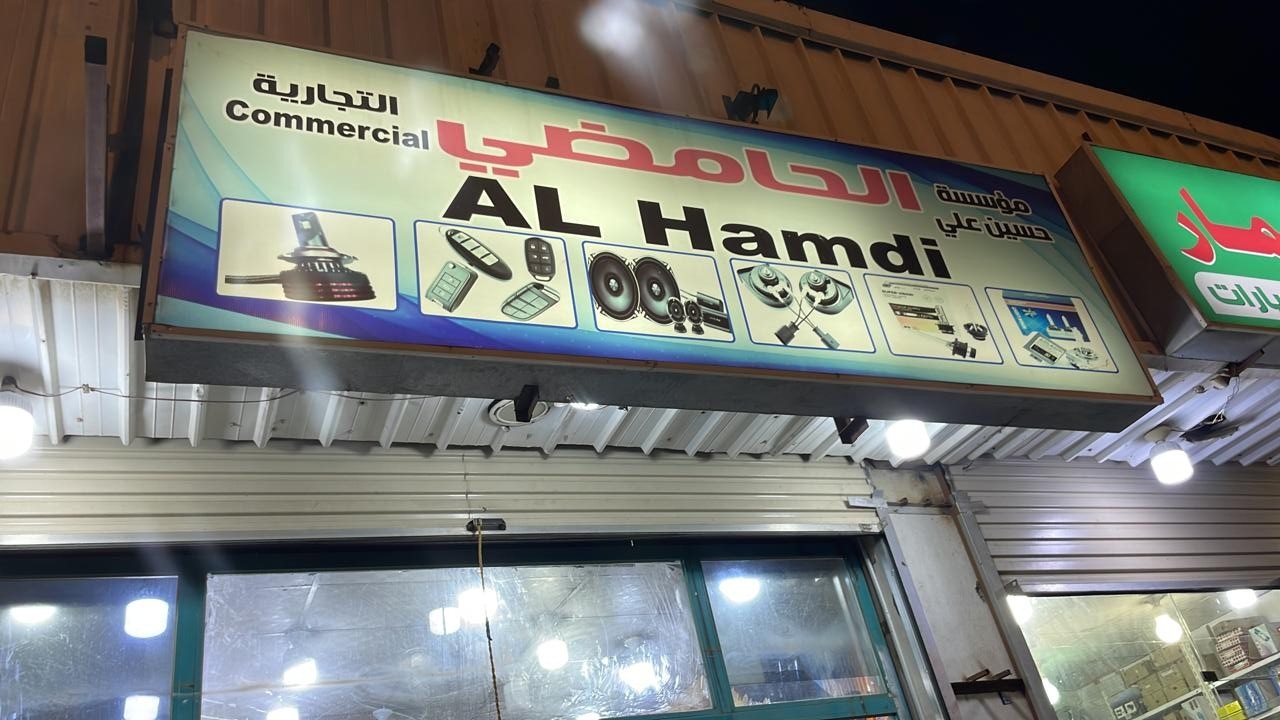 مؤسسة
حسين علي
الحامضي
التجارية
Commercial
AL Hamdi